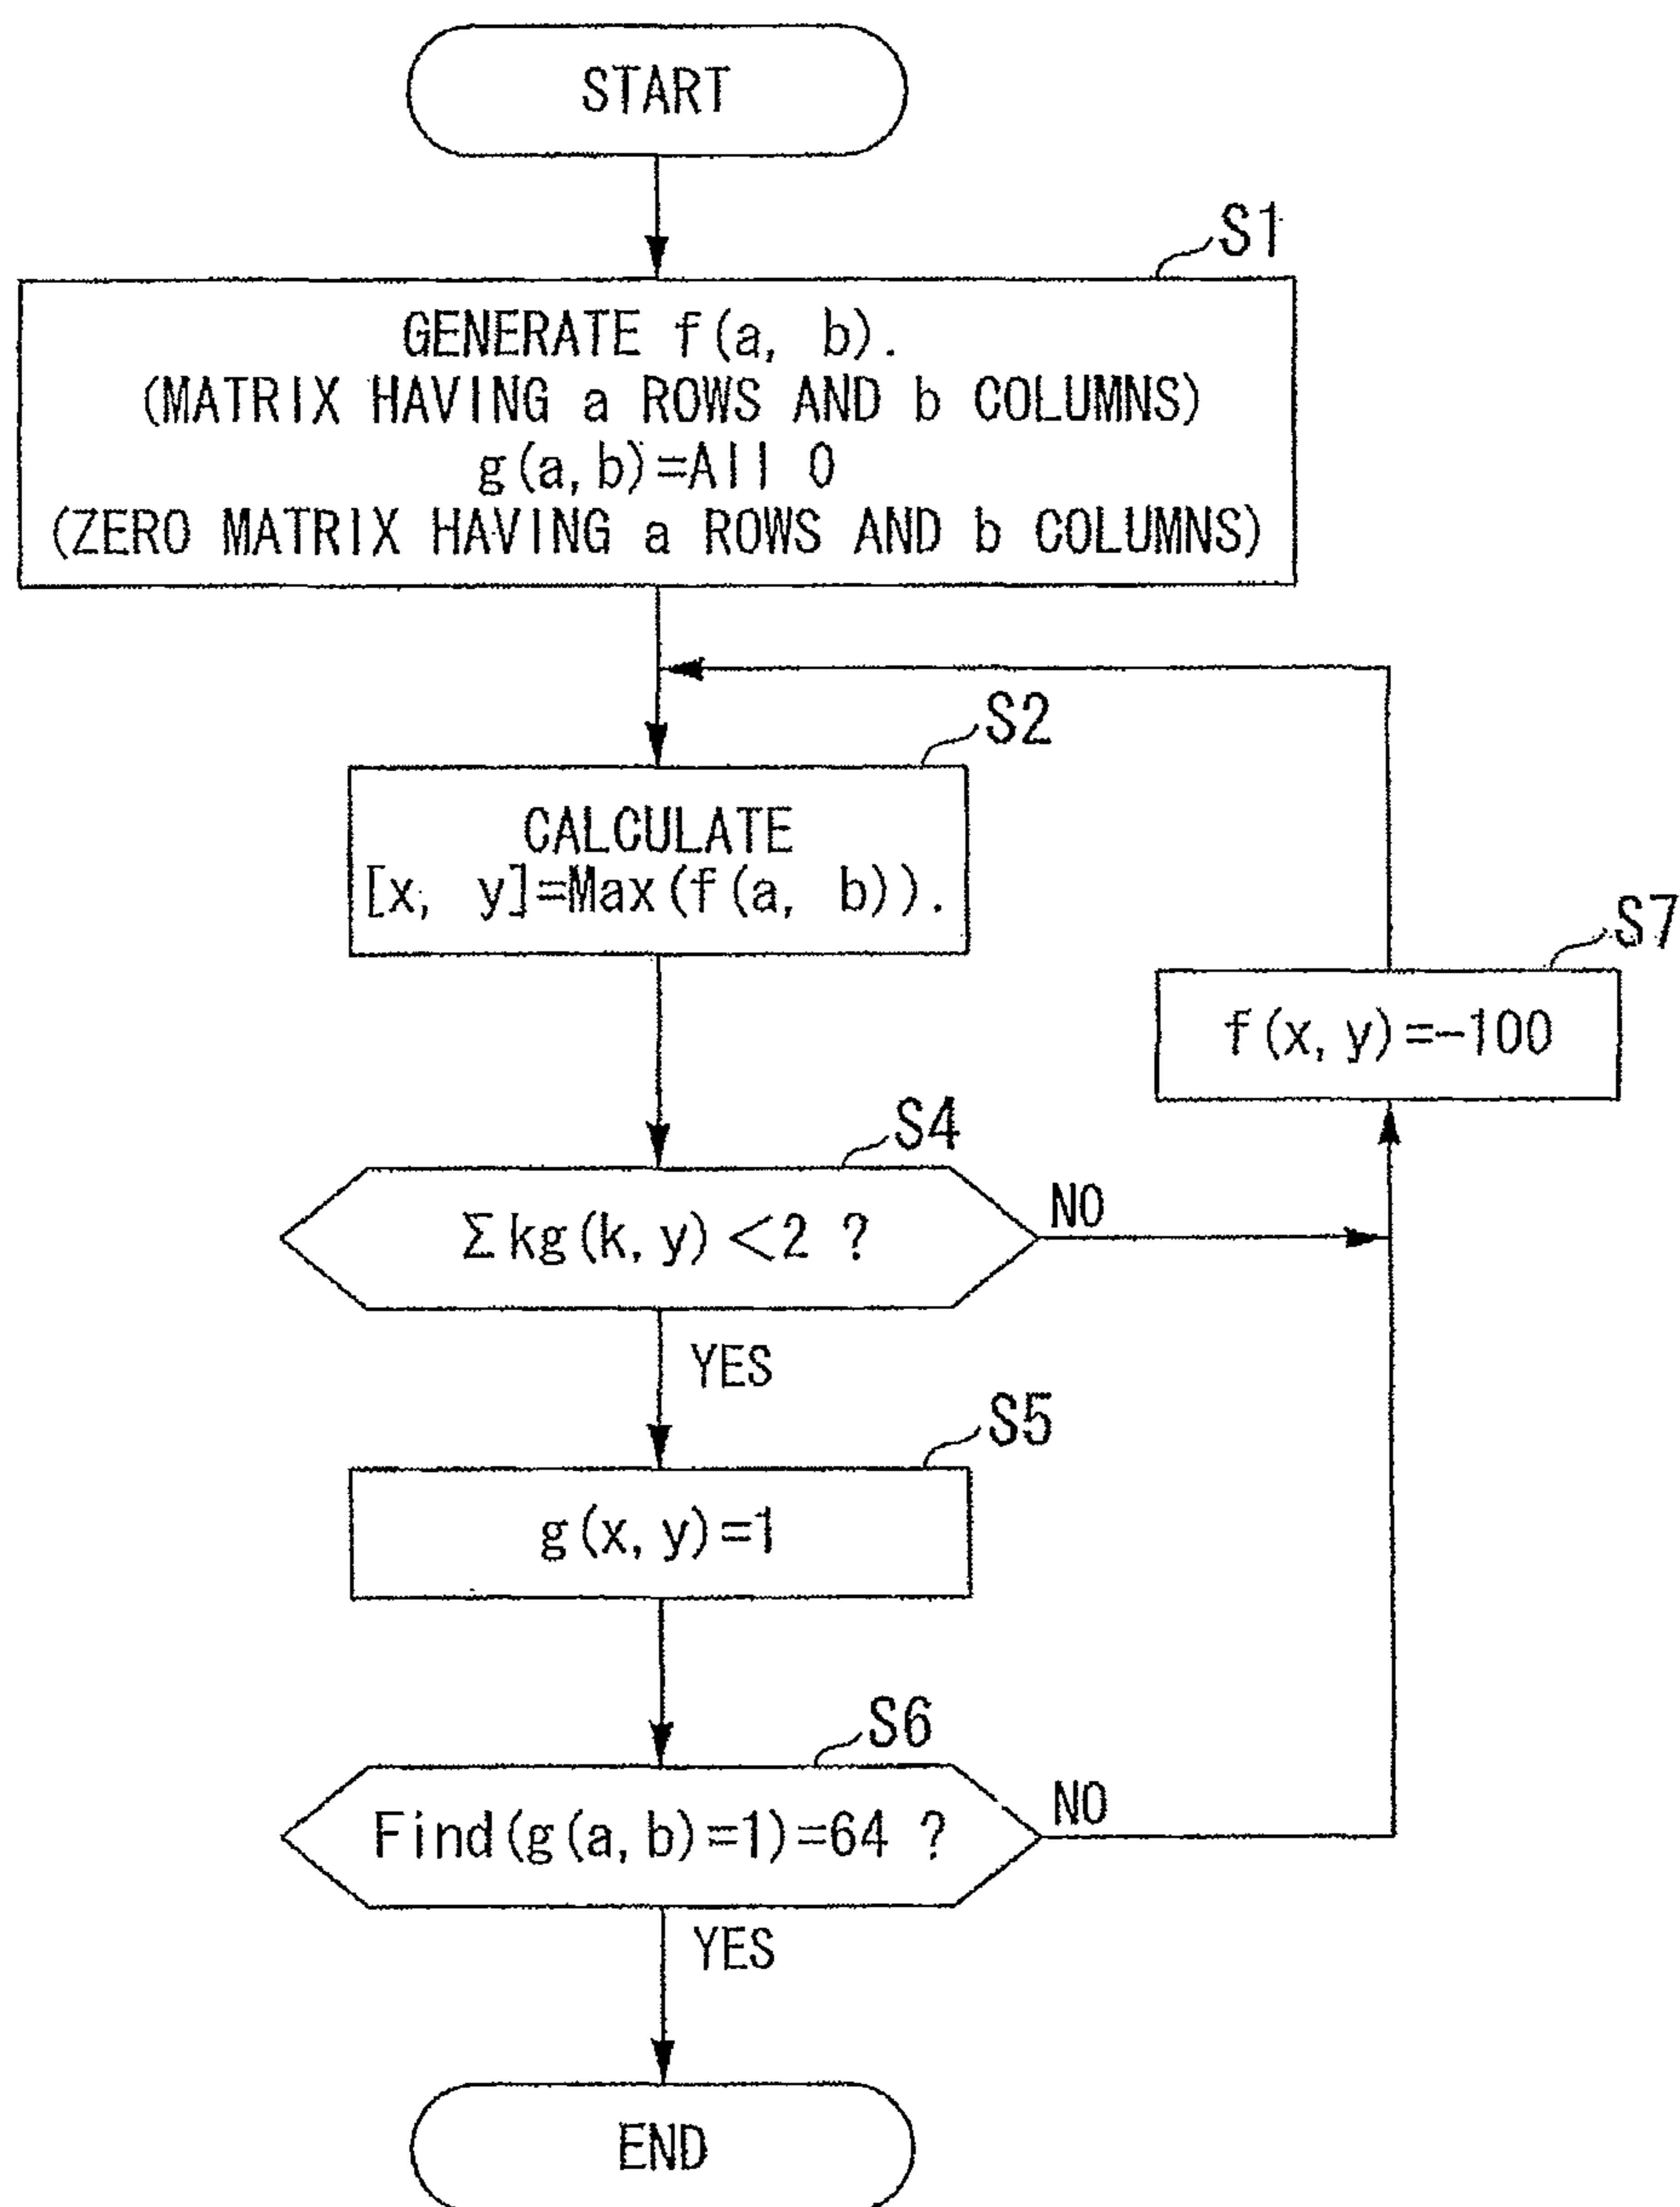 START
S1
GENERATE f(a, b).
(MATRIX HAVING a ROWS AND b COLUMNS)
g(a,b)=All 0
(ZERO MATRIX HAVING a ROWS AND b COLUMNS)
S2
CALCULATE
[x, y]=Max(f(a, b)).
S7
f(x,y)=-100
S4
Σkg(k,y)<2 ?
NO
YES
S5
g(x,y)=1
S6
Find(g(a,b)=1)=64 ?
NO
YES
END